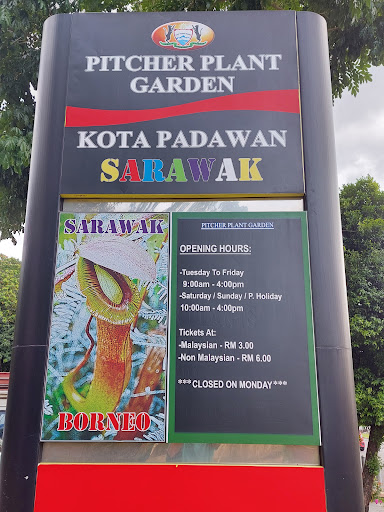 PITCHER PLANT
GARDEN
KOTA PADAWAN
SARAWAK
SARAWAK
BORNEO
PITCHER PLANT GARDEN
OPENING HOURS:
-Tuesday To Friday
9:00am - 4:00pm
-Saturday / Sunday / P. Holiday
10:00am - 4:00pm
Tickets At:
-Malaysian - RM 3.00
-Non Malaysian - RM 6.00
***CLOSED ON MONDAY***